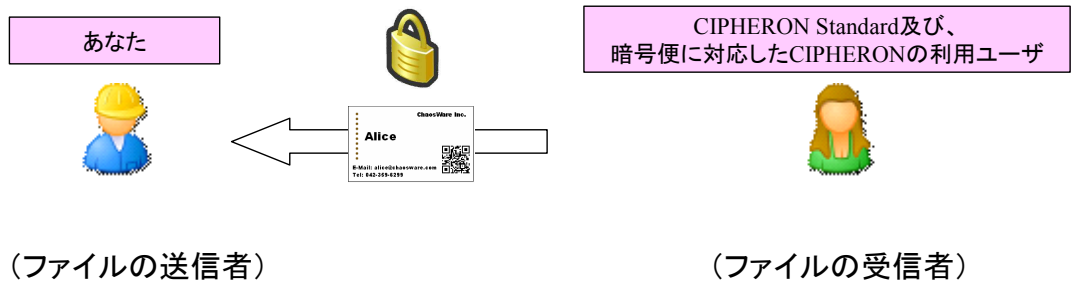 あなた
CIPHERON Standard及び、
暗号便に対応したCIPHERONの利用ユーザ
ChaosWare Inc.
Alice
E-Mail: alice@chaosware.com
Tel: 042-359-6299
(ファイルの送信者)
(ファイルの受信者)